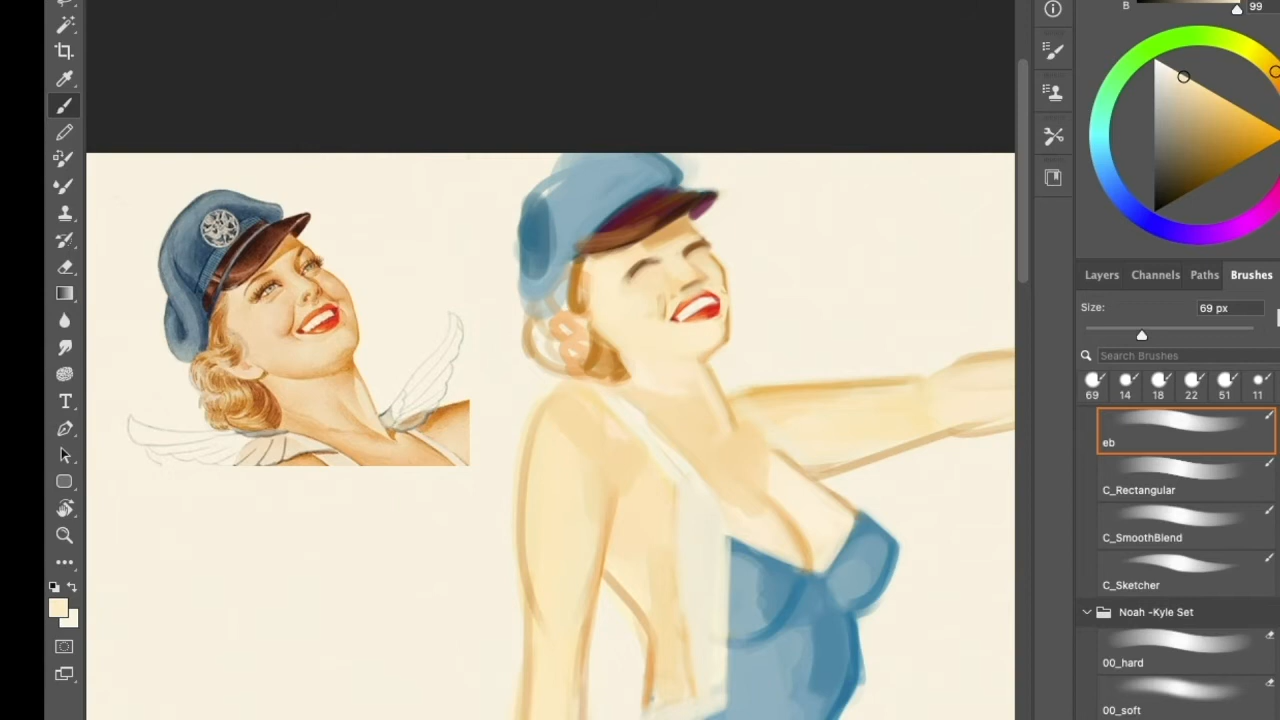 B 99
Layers Channels Paths Brushes
Size: 69 px
Search Brushes
69 14 18 22 51 11
eb
C_Rectangular
C_SmoothBlend
C_Sketcher
Noah -Kyle Set
00_hard
00_soft